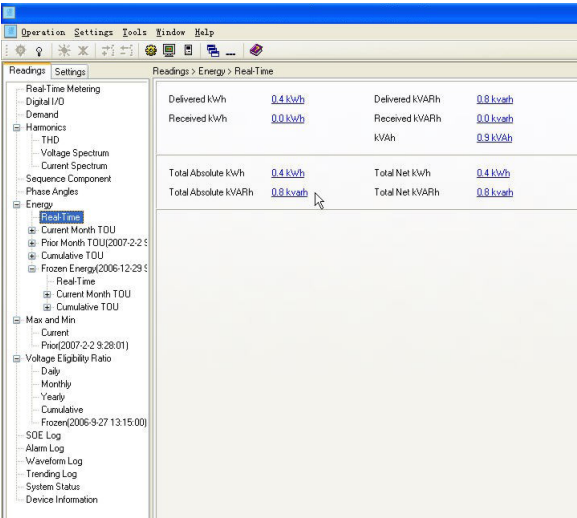 Operation Settings Tools Window Help
Readings Settings
Readings > Energy > Real-Time
Real-Time Metering
Digital I/O
Demand
Harmonics
THD
Voltage Spectrum
Current Spectrum
Sequence Component
Phase Angles
Energy
Real-Time
Current Month TOU
Prior Month TOU(2007-2-2 9
Cumulative TOU
Frozen Energy(2006-12-29 9
Real-Time
Current Month TOU
Cumulative TOU
Max and Min
Current
Prior(2007-2-2 9:28:01)
Voltage Eligibility Ratio
Daily
Monthly
Yearly
Cumulative
Frozen(2006-9-27 13:15:00)
SOE Log
Alarm Log
Waveform Log
Trending Log
System Status
Device Information
Delivered kWh 0.4 kWh Delivered kVARh 0.8 kvarh
Received kWh 0.0 kWh Received kVARh 0.0 kvarh
kVAh 0.9 kVAh
Total Absolute kWh 0.4 kWh Total Net kWh 0.4 kWh
Total Absolute kVARh 0.8 kvarh Total Net kVARh 0.8 kvarh